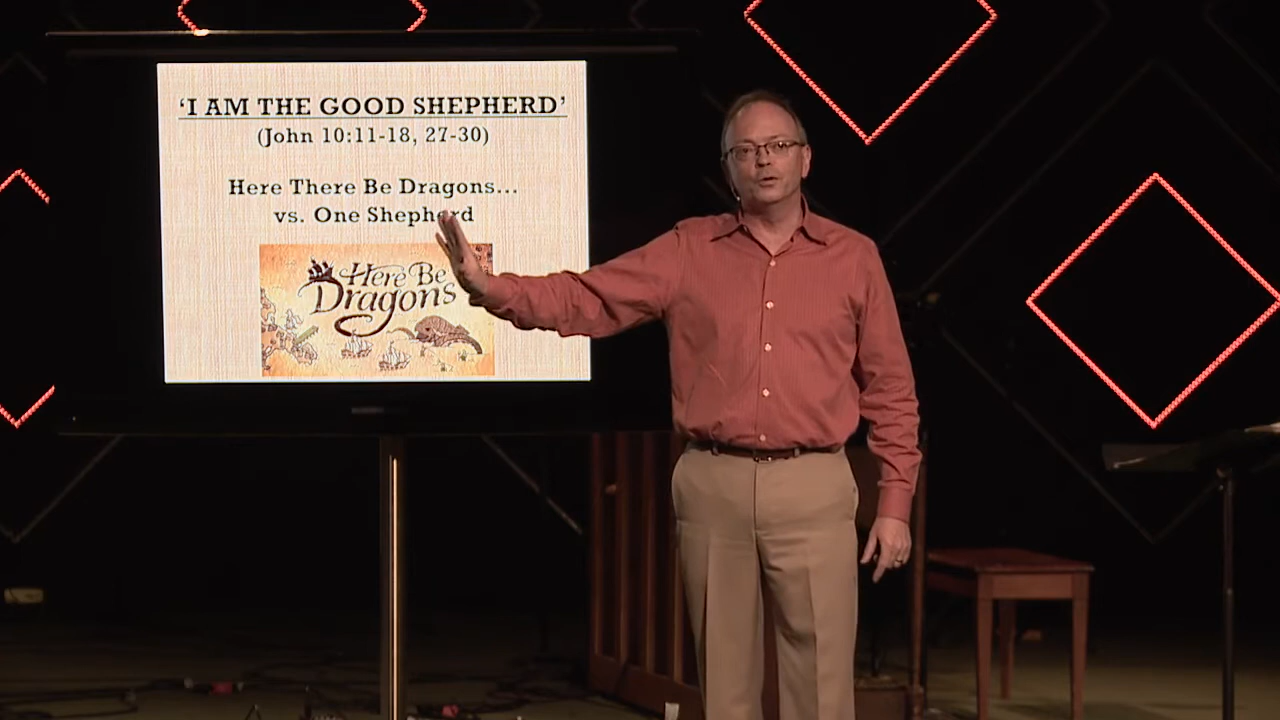 ‘I AM THE GOOD SHEPHERD’
(John 10:11-18, 27-30)
Here There Be Dragons...
vs. One Shepherd
Here Be
Dragons